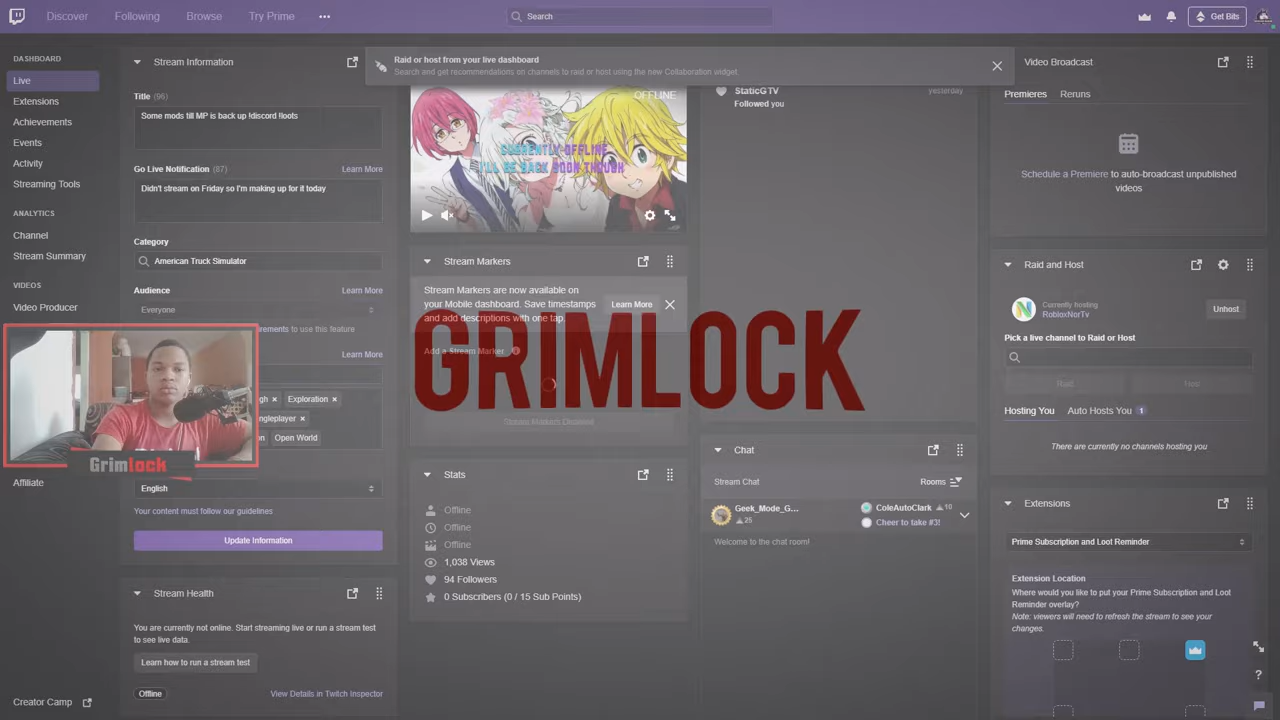 Discover
Following
Browse
Try Prime
Search
Get Bits
DASHBOARD
Live
Extensions
Achievements
Events
Activity
Streaming Tools
ANALYTICS
Channel
Stream Summary
VIDEOS
Video Producer
Affiliate
Creator Camp
Grimlock
Stream Information
Title (96)
Some mods till MP is back up !discord !loots
Go Live Notification (87)
Learn More
Didn't stream on Friday so I'm making up for it today
Category
American Truck Simulator
Audience
Learn More
Everyone
to use this feature
Learn More
Exploration
Open World
English
Your content must follow our guidelines
Update Information
Stream Health
You are currently not online. Start streaming live or run a stream test
to see live data.
Learn how to run a stream test
Offline
View Details in Twitch Inspector
Raid or host from your live dashboard
Search and get recommendations on channels to raid or host using the new Collaboration widget.
OFFLINE
CURRENTLY OFFLINE
I'LL BE BACK SOON THOUGH
Stream Markers
Stream Markers are now available on
your Mobile dashboard. Save timestamps
and add descriptions with one tap.
Learn More
Add a Stream Marker
GRIMLOCK
Stream Markers Disabled
Stats
Offline
Offline
Offline
1,038 Views
94 Followers
0 Subscribers (0 / 15 Sub Points)
StaticGTV
yesterday
Followed you
Chat
Stream Chat
Rooms
Geek_Mode_G...
25
ColeAutoClark
10
Cheer to take #3!
Welcome to the chat room!
Video Broadcast
Premieres
Reruns
Schedule a Premiere to auto-broadcast unpublished
videos
Raid and Host
Currently hosting
RobloxNorTv
Unhost
Pick a live channel to Raid or Host
Raid
Host
Hosting You
Auto Hosts You 1
There are currently no channels hosting you
Extensions
Prime Subscription and Loot Reminder
Extension Location
Where would you like to put your Prime Subscription and Loot
Reminder overlay?
Note: viewers will need to refresh the stream to see your
changes.
?